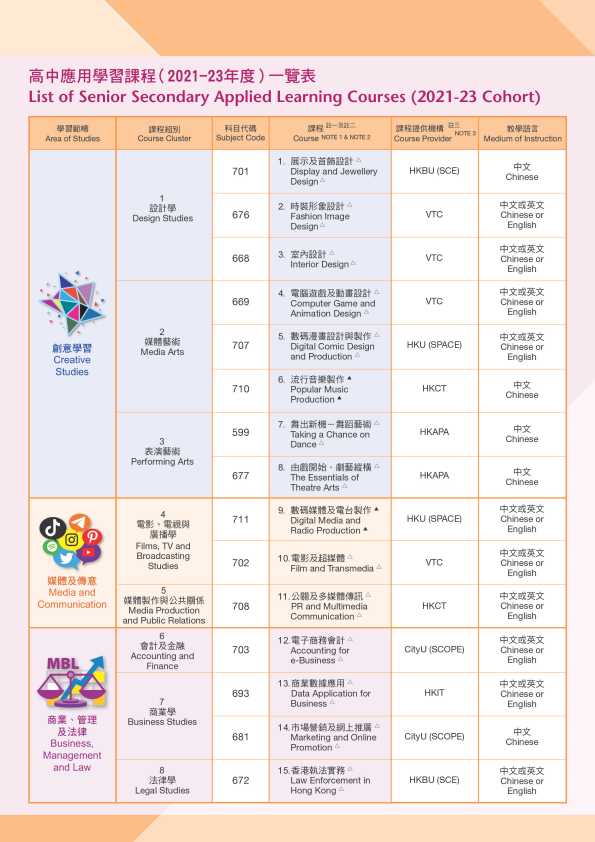 高中應用學習課程（2021-23年度）一覽表
List of Senior Secondary Applied Learning Courses (2021-23 Cohort)
學習範疇
Area of Studies
課程組別
Course Cluster
科目代碼
Subject Code
課程 註一及註二
Course NOTE 1 & NOTE 2
課程提供機構 註三
Course Provider NOTE 3
教學語言
Medium of Instruction
創意學習
Creative
Studies
1
設計學
Design Studies
701
1. 展示及首飾設計 △
Display and Jewellery
Design △
HKBU (SCE)
中文
Chinese
676
2. 時裝形象設計 △
Fashion Image
Design △
VTC
中文或英文
Chinese or
English
668
3. 室內設計 △
Interior Design △
VTC
中文或英文
Chinese or
English
2
媒體藝術
Media Arts
669
4. 電腦遊戲及動畫設計 △
Computer Game and
Animation Design △
VTC
中文或英文
Chinese or
English
707
5. 數碼漫畫設計與製作 △
Digital Comic Design
and Production △
HKU (SPACE)
中文或英文
Chinese or
English
710
6. 流行音樂製作 ▲
Popular Music
Production ▲
HKCT
中文
Chinese
3
表演藝術
Performing Arts
599
7. 舞出新機－舞蹈藝術 △
Taking a Chance on
Dance △
HKAPA
中文
Chinese
677
8. 由戲開始．劇藝縱橫 △
The Essentials of
Theatre Arts △
HKAPA
中文
Chinese
媒體及傳意
Media and
Communication
4
電影、電視與
廣播學
Films, TV and
Broadcasting
Studies
711
9. 數碼媒體及電台製作 ▲
Digital Media and
Radio Production ▲
HKU (SPACE)
中文或英文
Chinese or
English
702
10.電影及超媒體 △
Film and Transmedia △
VTC
中文或英文
Chinese or
English
5
媒體製作與公共關係
Media Production
and Public Relations
708
11.公關及多媒體傳訊 △
PR and Multimedia
Communication △
HKCT
中文或英文
Chinese or
English
MBL
商業、管理
及法律
Business,
Management
and Law
6
會計及金融
Accounting and
Finance
703
12.電子商務會計 △
Accounting for
e-Business △
CityU (SCOPE)
中文或英文
Chinese or
English
7
商業學
Business Studies
693
13.商業數據應用 △
Data Application for
Business △
HKIT
中文或英文
Chinese or
English
681
14.市場營銷及網上推廣 △
Marketing and Online
Promotion △
CityU (SCOPE)
中文
Chinese
8
法律學
Legal Studies
672
15.香港執法實務 △
Law Enforcement in
Hong Kong △
HKBU (SCE)
中文或英文
Chinese or
English